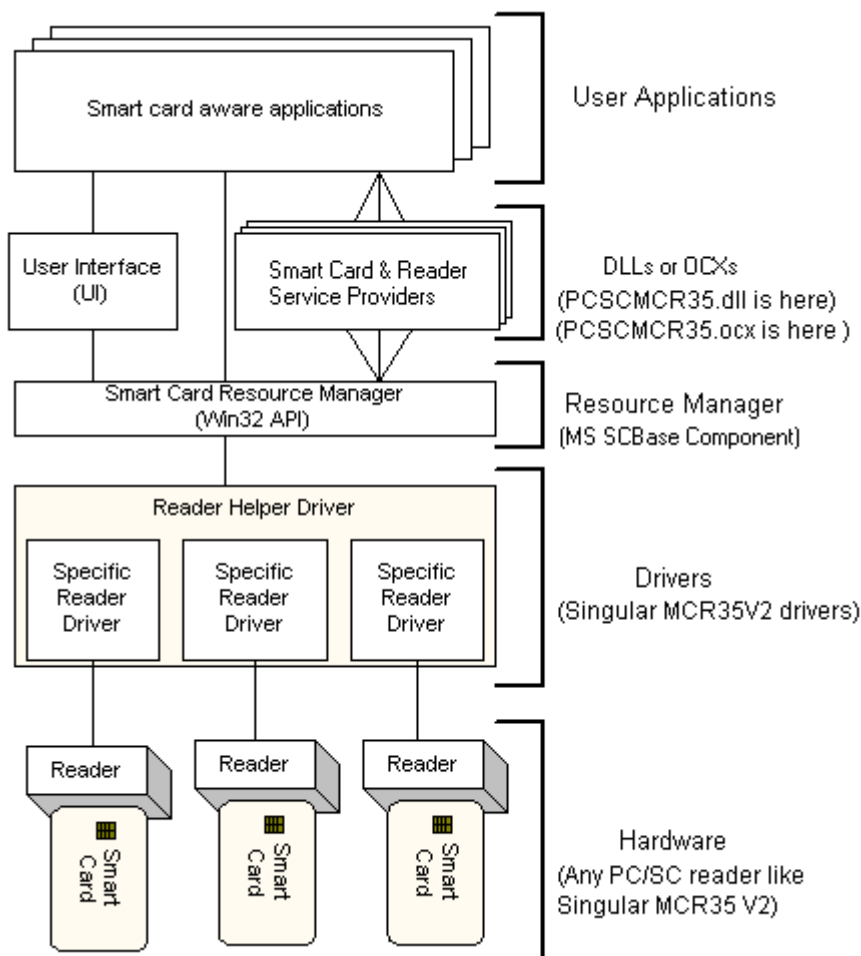 Smart card aware applications
User Applications
User Interface
(UI)
Smart Card & Reader
Service Providers
DLLs or OCXs
(PCSCMCR35.dll is here)
(PCSCMCR35.ocx is here )
Smart Card Resource Manager
(Win32 API)
Resource Manager
(MS SCBase Component)
Reader Helper Driver
Specific
Reader
Driver
Specific
Reader
Driver
Specific
Reader
Driver
Drivers
(Singular MCR35V2 drivers)
Reader
Reader
Reader
Smart
Card
Smart
Card
Smart
Card
Hardware
(Any PC/SC reader like
Singular MCR35 V2)